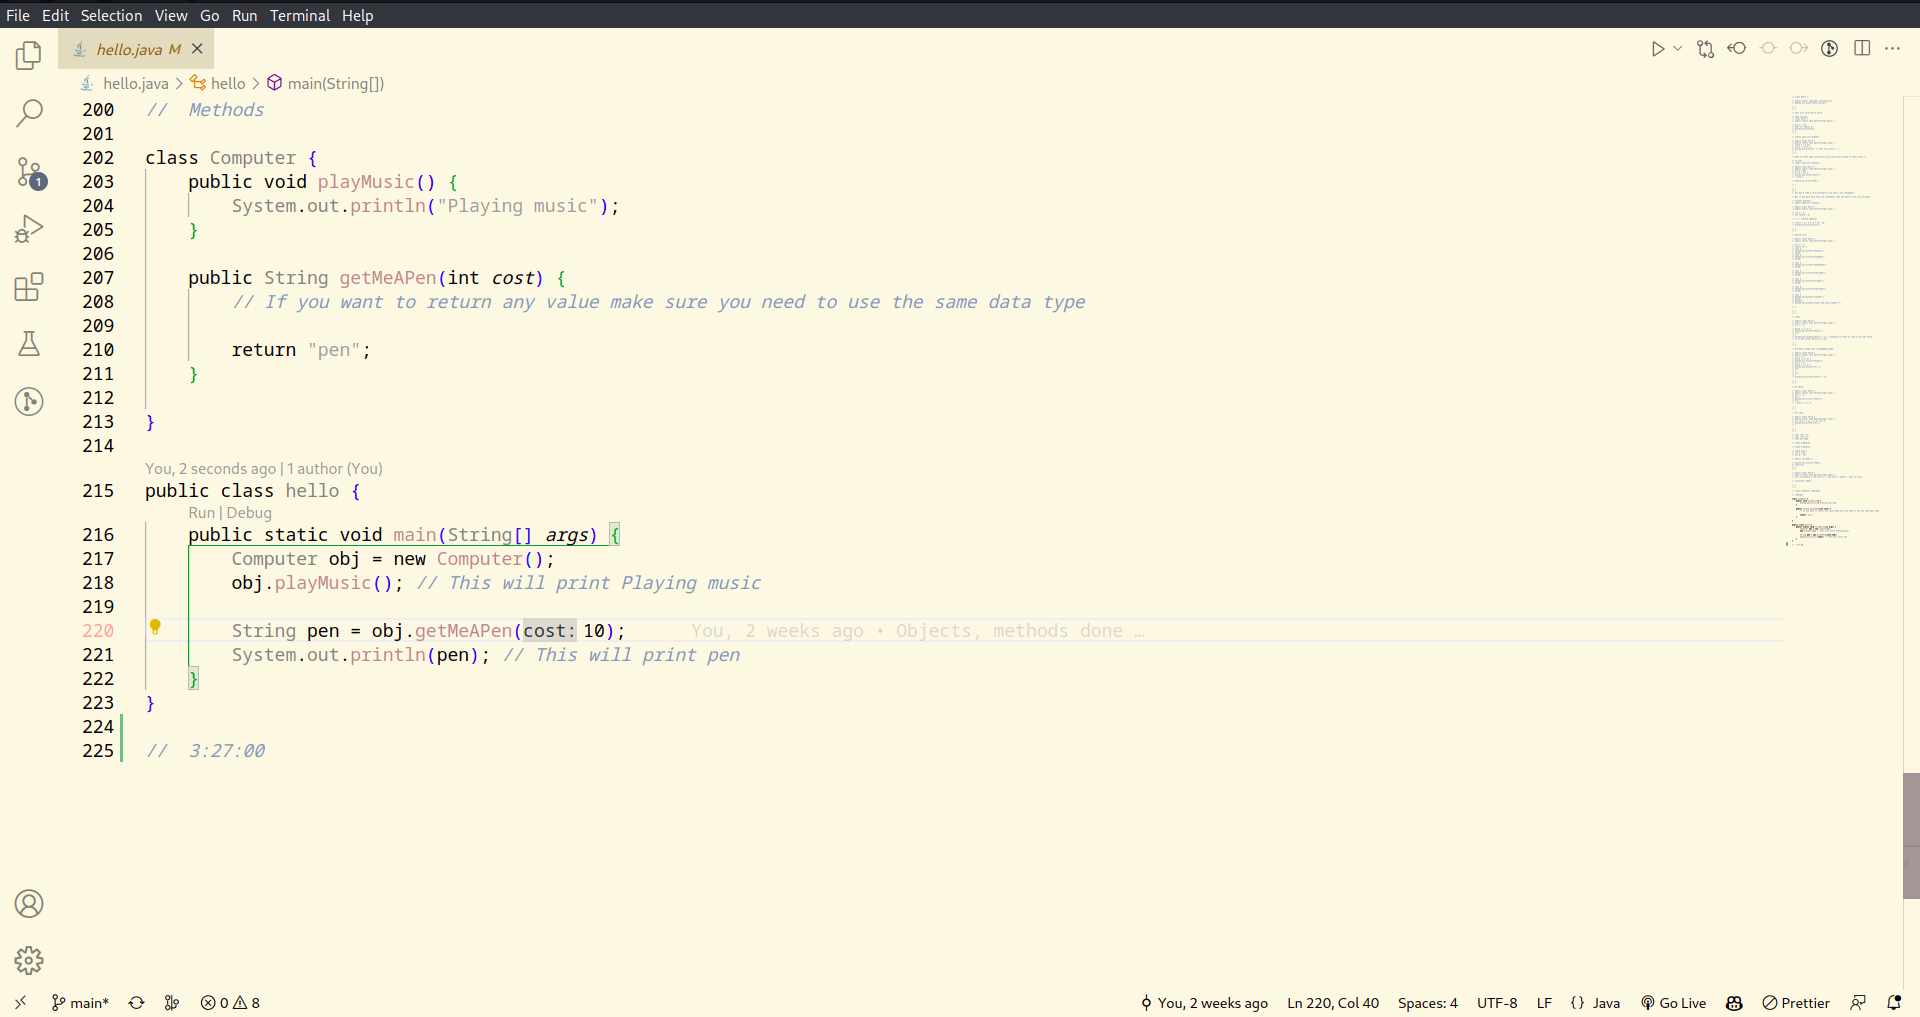 File Edit Selection View Go Run Terminal Help
hello.java M
hello.java > hello > main(String[])
200 // Methods
201
202 class Computer {
203 public void playMusic() {
204 System.out.println("Playing music");
205 }
206
207 public String getMeAPen(int cost) {
208 // If you want to return any value make sure you need to use the same data type
209
210 return "pen";
211 }
212
213 }
214
You, 2 seconds ago | 1 author (You)
215 public class hello {
Run | Debug
216 public static void main(String[] args) {
217 Computer obj = new Computer();
218 obj.playMusic(); // This will print Playing music
219
220 String pen = obj.getMeAPen(cost: 10); You, 2 weeks ago • Objects, methods done …
221 System.out.println(pen); // This will print pen
222 }
223 }
224
225 // 3:27:00
1
main* 0 8 You, 2 weeks ago Ln 220, Col 40 Spaces: 4 UTF-8 LF {} Java Go Live Prettier